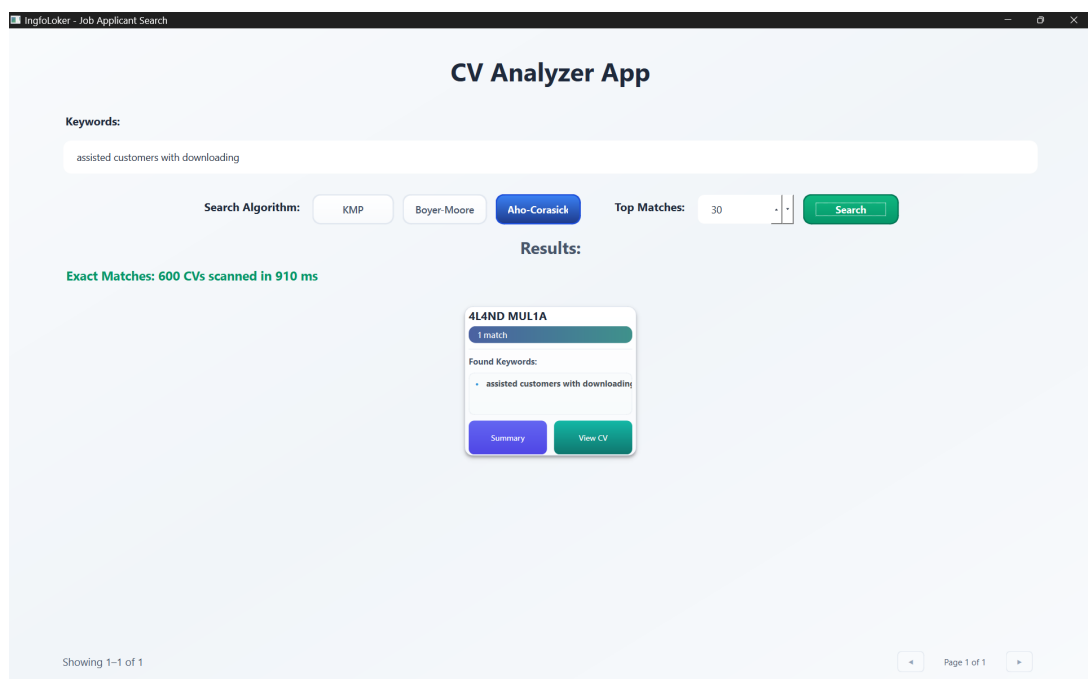 IngfoLoker - Job Applicant Search
CV Analyzer App
Keywords:
assisted customers with downloading
Search Algorithm: KMP Boyer-Moore Aho-Corasick Top Matches: 30 Search
Results:
Exact Matches: 600 CVs scanned in 910 ms
4L4ND MUL1A
1 match
Found Keywords:
• assisted customers with downloading
Summary View CV
Showing 1–1 of 1 Page 1 of 1